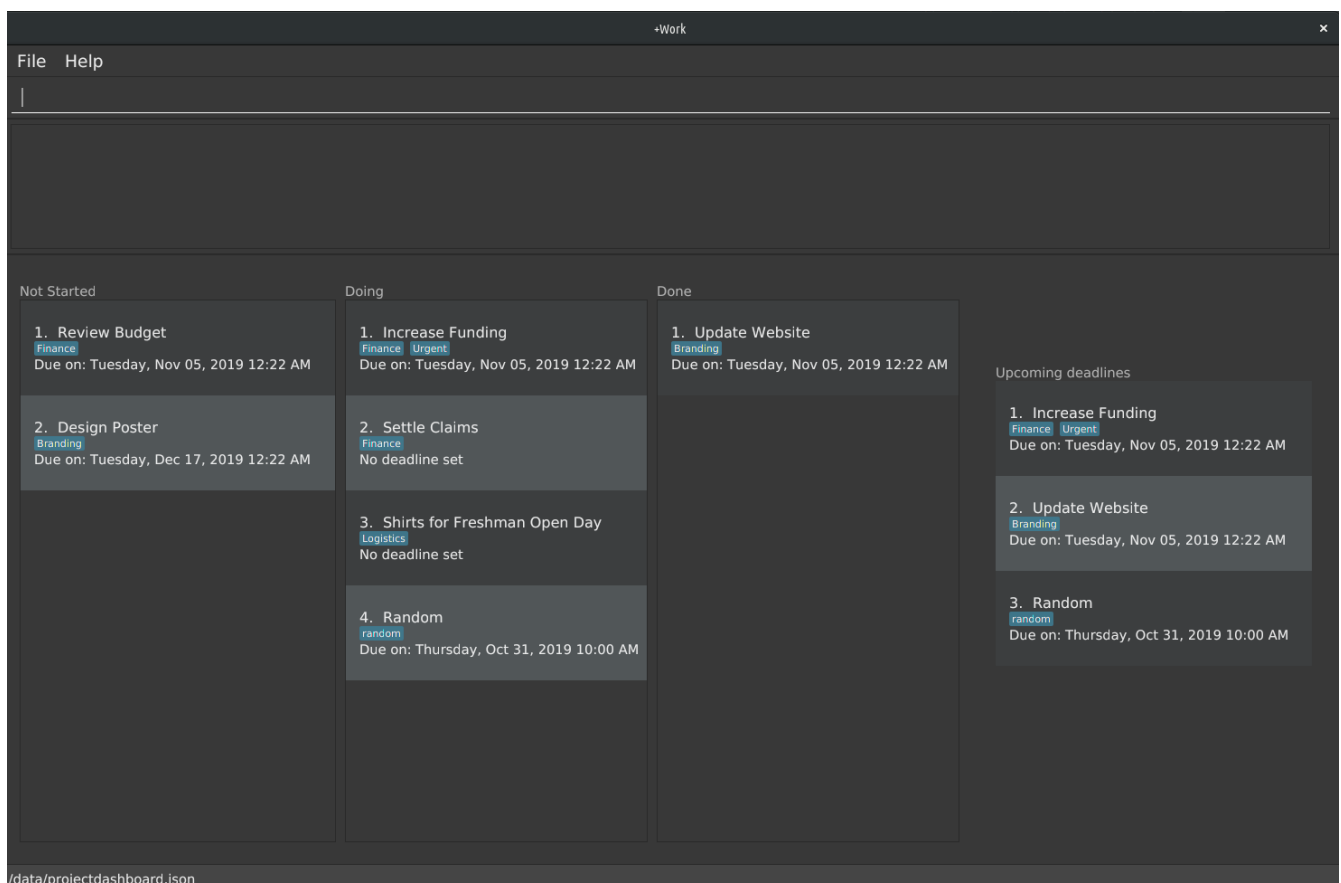 +Work
×
File Help
Not Started
1. Review Budget
Finance
Due on: Tuesday, Nov 05, 2019 12:22 AM
2. Design Poster
Branding
Due on: Tuesday, Dec 17, 2019 12:22 AM
Doing
1. Increase Funding
Finance Urgent
Due on: Tuesday, Nov 05, 2019 12:22 AM
2. Settle Claims
Finance
No deadline set
3. Shirts for Freshman Open Day
Logistics
No deadline set
4. Random
random
Due on: Thursday, Oct 31, 2019 10:00 AM
Done
1. Update Website
Branding
Due on: Tuesday, Nov 05, 2019 12:22 AM
Upcoming deadlines
1. Increase Funding
Finance Urgent
Due on: Tuesday, Nov 05, 2019 12:22 AM
2. Update Website
Branding
Due on: Tuesday, Nov 05, 2019 12:22 AM
3. Random
random
Due on: Thursday, Oct 31, 2019 10:00 AM
/data/projectdashboard.json